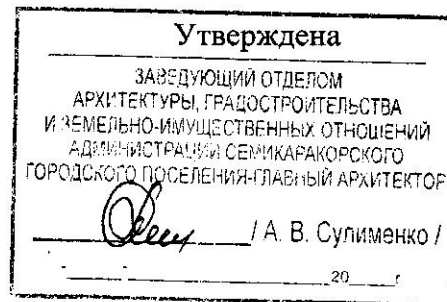 Утверждена
ЗАВЕДУЮЩИЙ ОТДЕЛОМ
АРХИТЕКТУРЫ, ГРАДОСТРОИТЕЛЬСТВА
И ЗЕМЕЛЬНО-ИМУЩЕСТВЕННЫХ ОТНОШЕНИЙ
АДМИНИСТРАЦИИ СЕМИКАРАКОРСКОГО
ГОРОДСКОГО ПОСЕЛЕНИЯ-ГЛАВНЫЙ АРХИТЕКТОР
/ А. В. Сулименко /
20 г